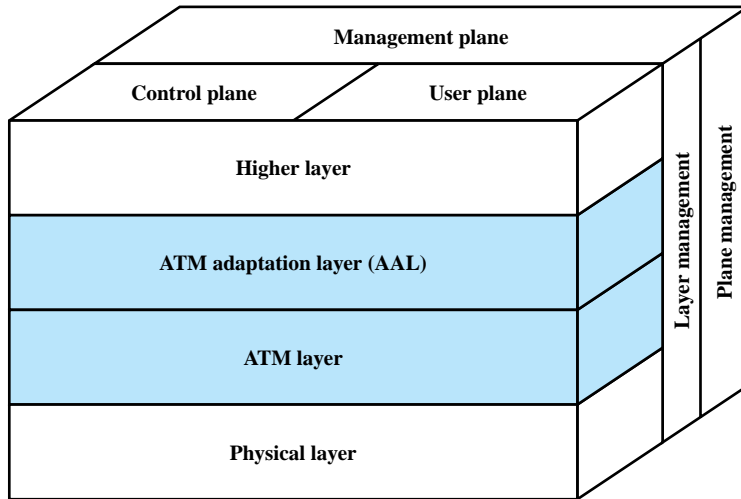 Management plane
Control plane
User plane
Higher layer
ATM adaptation layer (AAL)
ATM layer
Physical layer
Layer management
Plane management